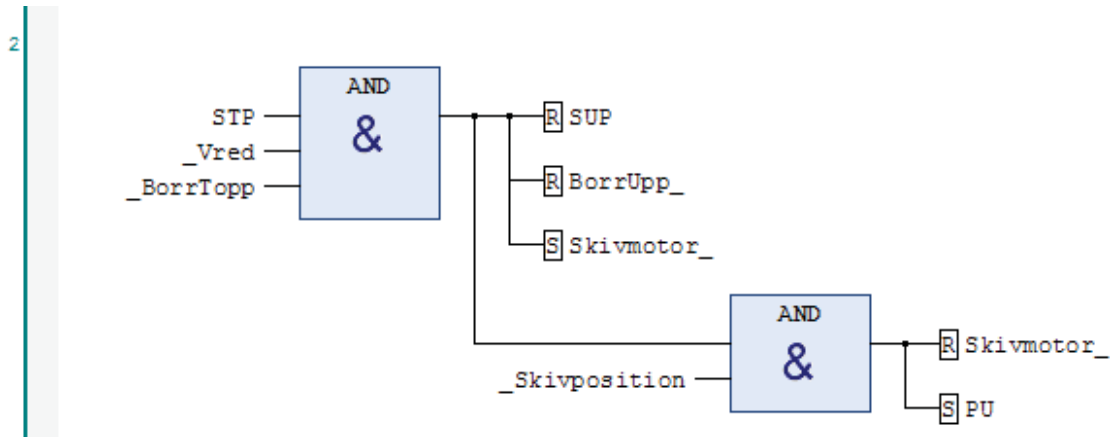 2
AND
&
STP
_Vred
_BorrTopp
R SUP
R BorrUpp_
S Skivmotor_
AND
&
_Skivposition
R Skivmotor_
S PU